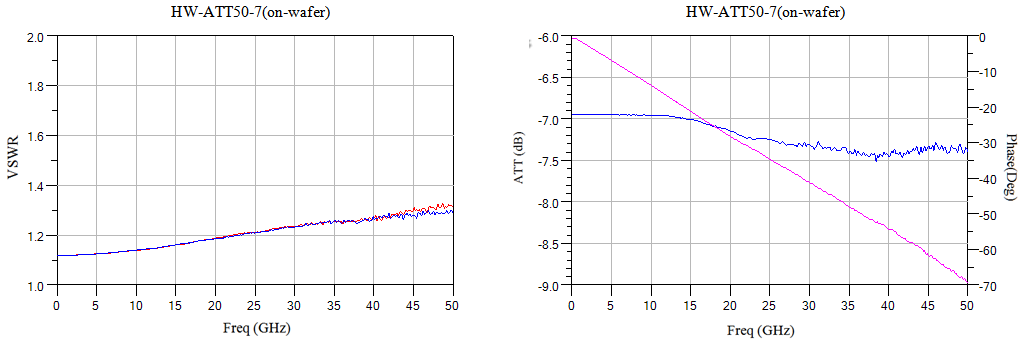 HW-ATT50-7(on-wafer)
2.0
1.8
1.6
1.4
1.2
1.0
VSWR
0 5 10 15 20 25 30 35 40 45 50
Freq (GHz)
HW-ATT50-7(on-wafer)
-6.0
-6.5
-7.0
-7.5
-8.0
-8.5
-9.0
ATT (dB)
0
-10
-20
-30
-40
-50
-60
-70
Phase(Deg)
0 5 10 15 20 25 30 35 40 45 50
Freq (GHz)